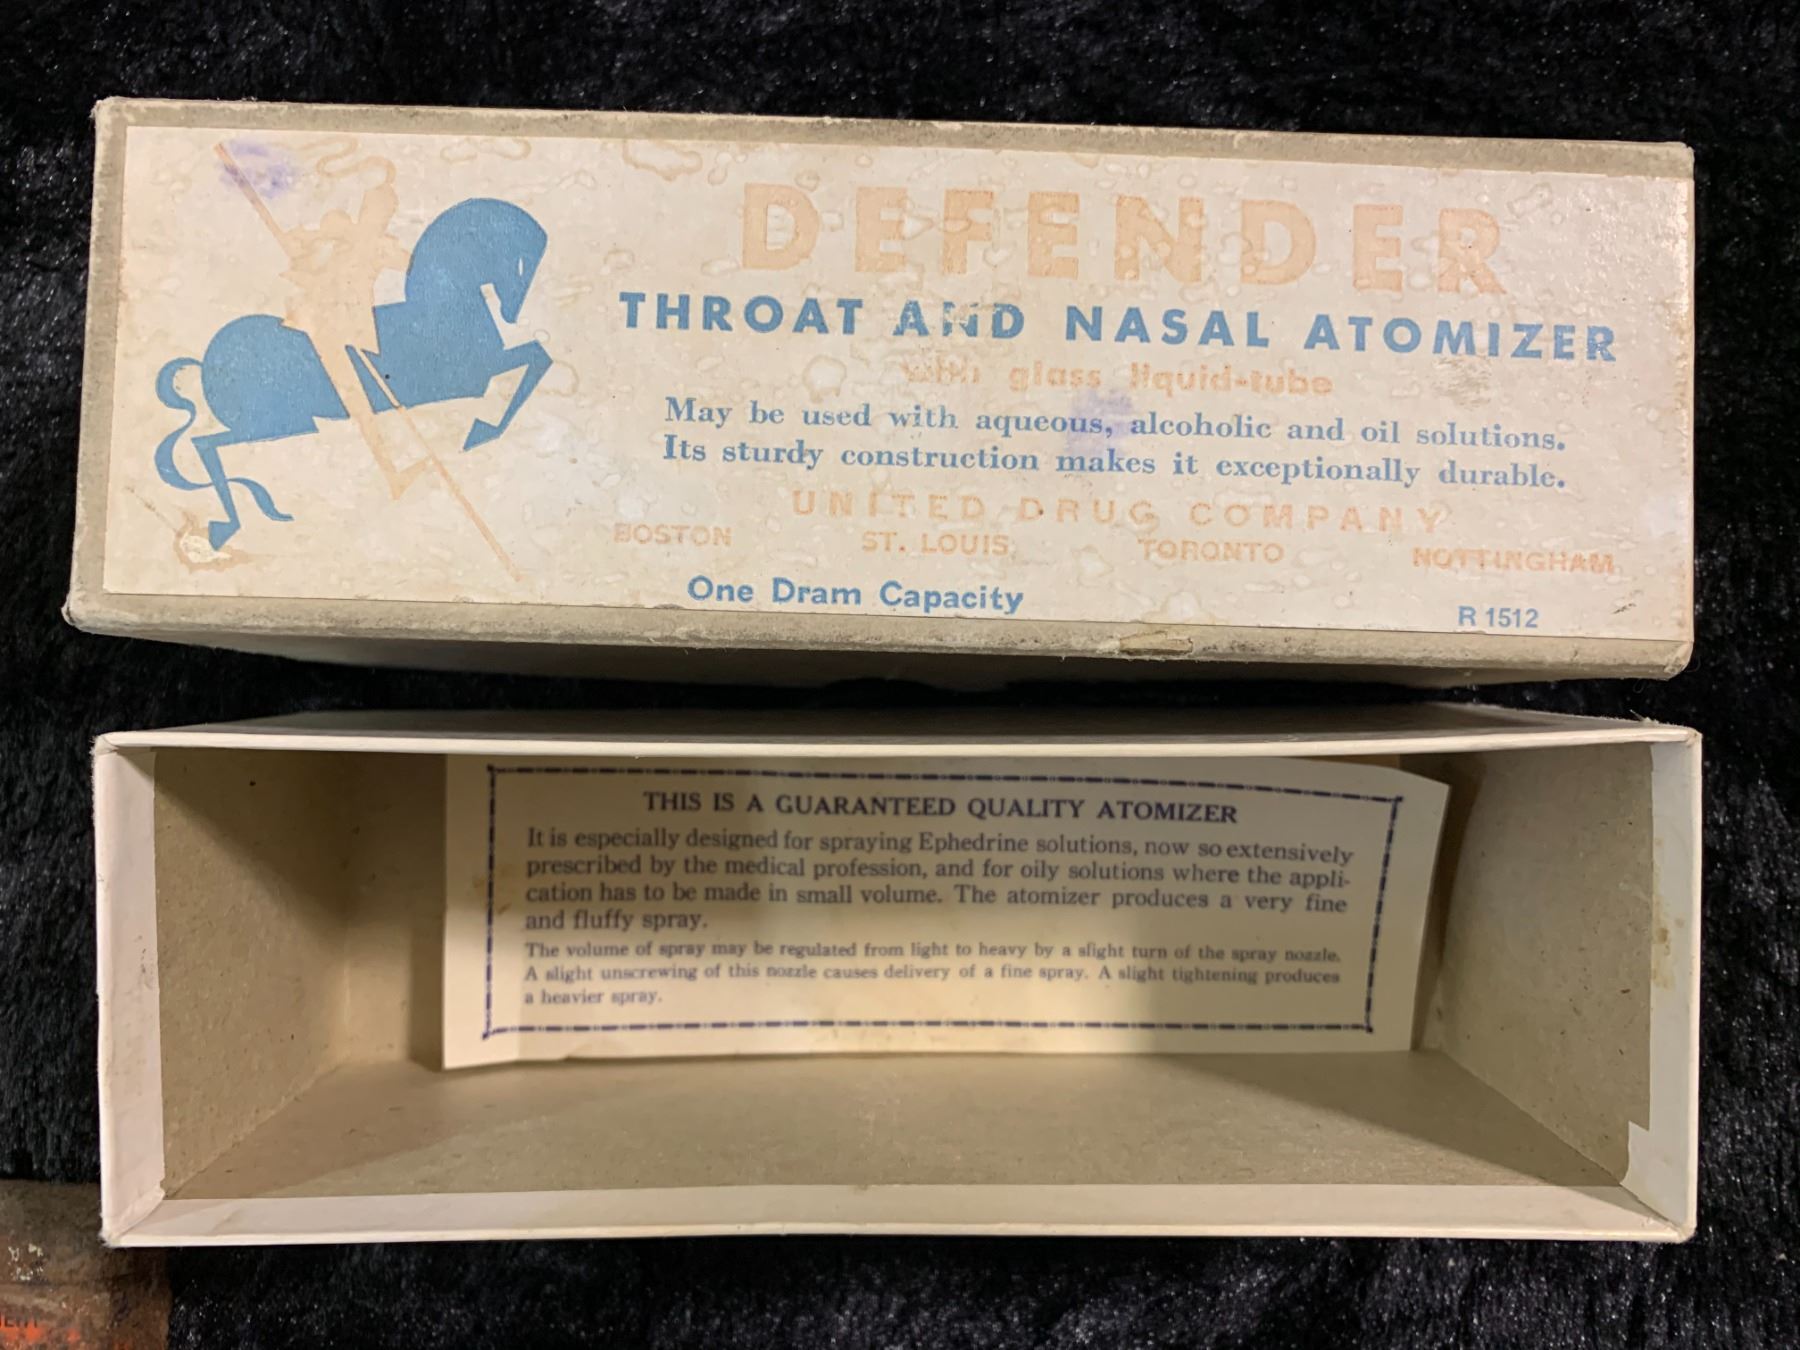 DEFENDER
THROAT AND NASAL ATOMIZER
with glass liquid-tube
May be used with aqueous, alcoholic and oil solutions.
Its sturdy construction makes it exceptionally durable.
UNITED DRUG COMPANY
BOSTON ST. LOUIS TORONTO NOTTINGHAM
One Dram Capacity R 1512
THIS IS A GUARANTEED QUALITY ATOMIZER
It is especially designed for spraying Ephedrine solutions, now so extensively
prescribed by the medical profession, and for oily solutions where the appli-
cation has to be made in small volume. The atomizer produces a very fine
and fluffy spray.
The volume of spray may be regulated from light to heavy by a slight turn of the spray nozzle.
A slight unscrewing of this nozzle causes delivery of a fine spray. A slight tightening produces
a heavier spray.